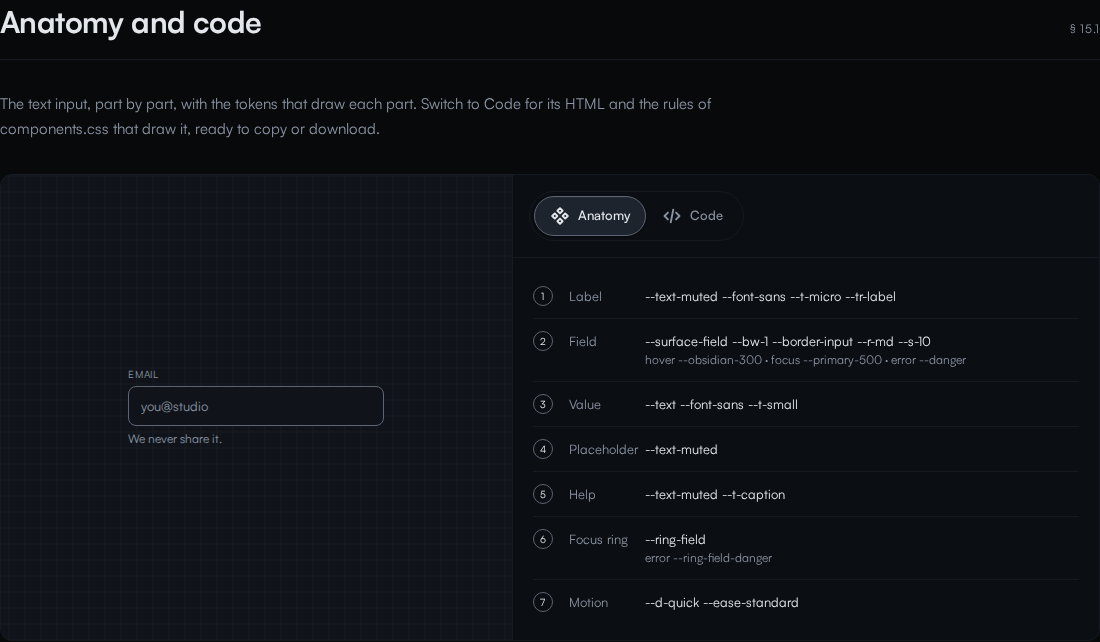 Anatomy and code
§ 15.1
The text input, part by part, with the tokens that draw each part. Switch to Code for its HTML and the rules of
components.css that draw it, ready to copy or download.
Anatomy
</> Code
EMAIL
you@studio
We never share it.
1 Label --text-muted --font-sans --t-micro --tr-label
2 Field --surface-field --bw-1 --border-input --r-md --s-10
hover --obsidian-300 · focus --primary-500 · error --danger
3 Value --text --font-sans --t-small
4 Placeholder --text-muted
5 Help --text-muted --t-caption
6 Focus ring --ring-field
error --ring-field-danger
7 Motion --d-quick --ease-standard